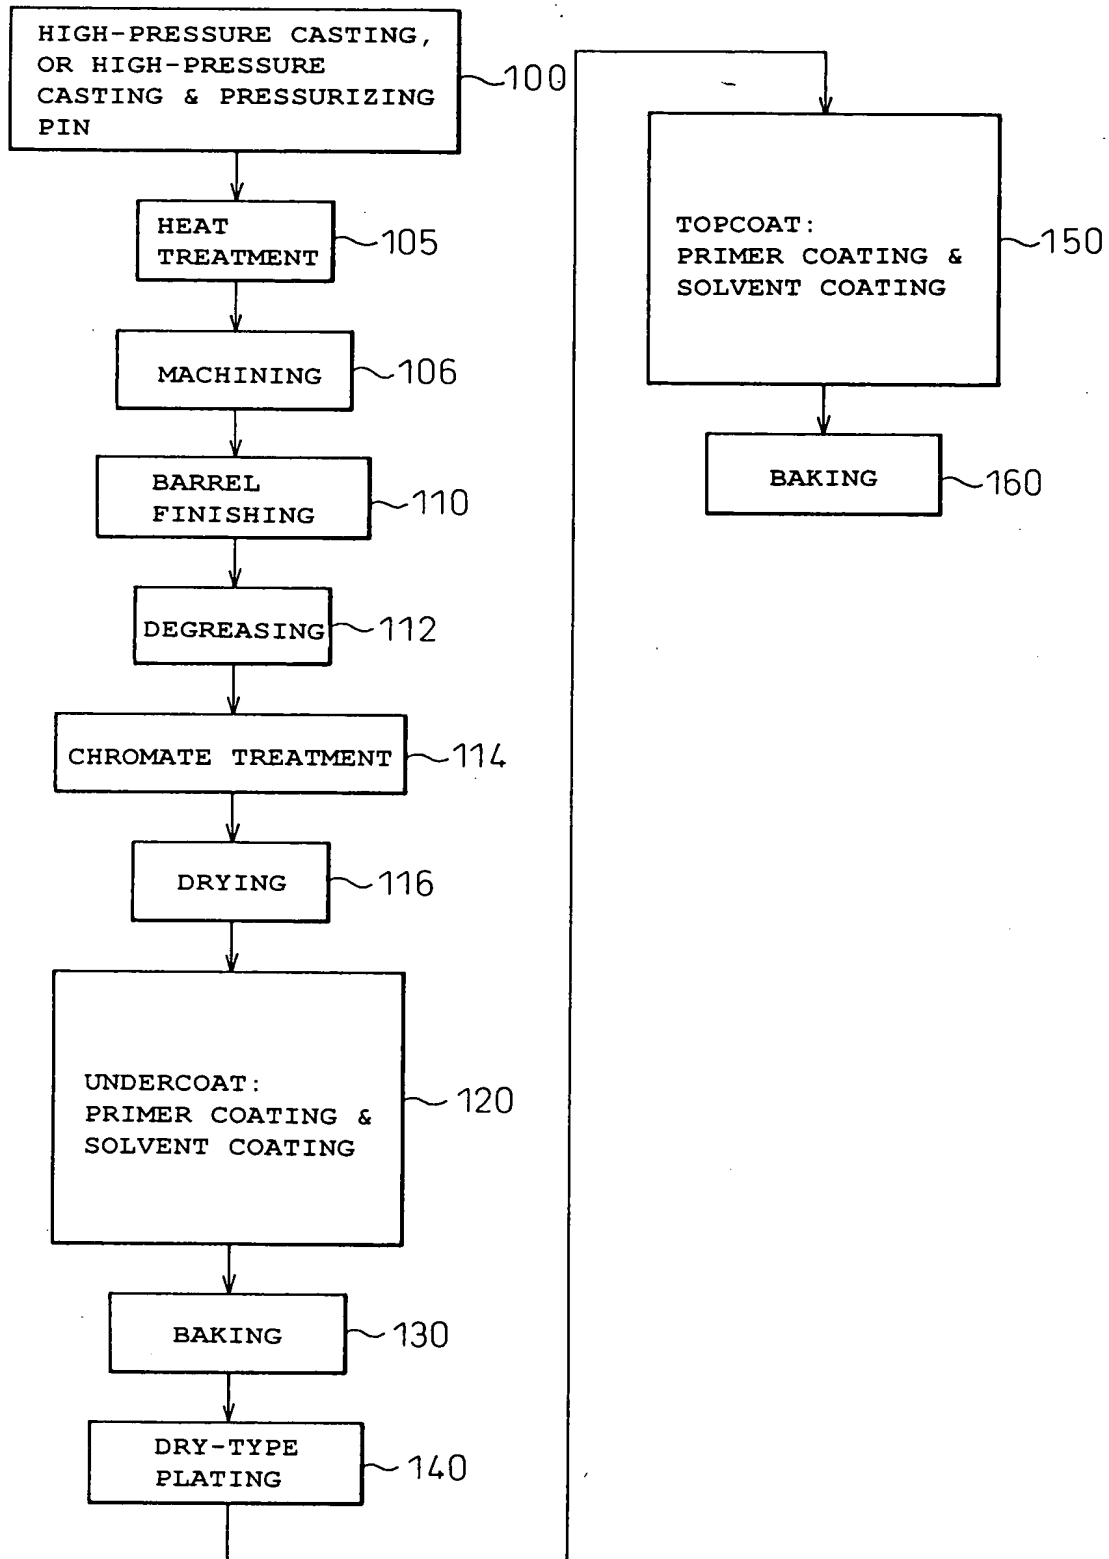 HIGH-PRESSURE CASTING,
OR HIGH-PRESSURE
CASTING & PRESSURIZING
PIN
100
HEAT
TREATMENT
105
MACHINING
106
BARREL
FINISHING
110
DEGREASING
112
CHROMATE TREATMENT
114
DRYING
116
UNDERCOAT:
PRIMER COATING &
SOLVENT COATING
120
BAKING
130
DRY-TYPE
PLATING
140
TOPCOAT:
PRIMER COATING &
SOLVENT COATING
150
BAKING
160